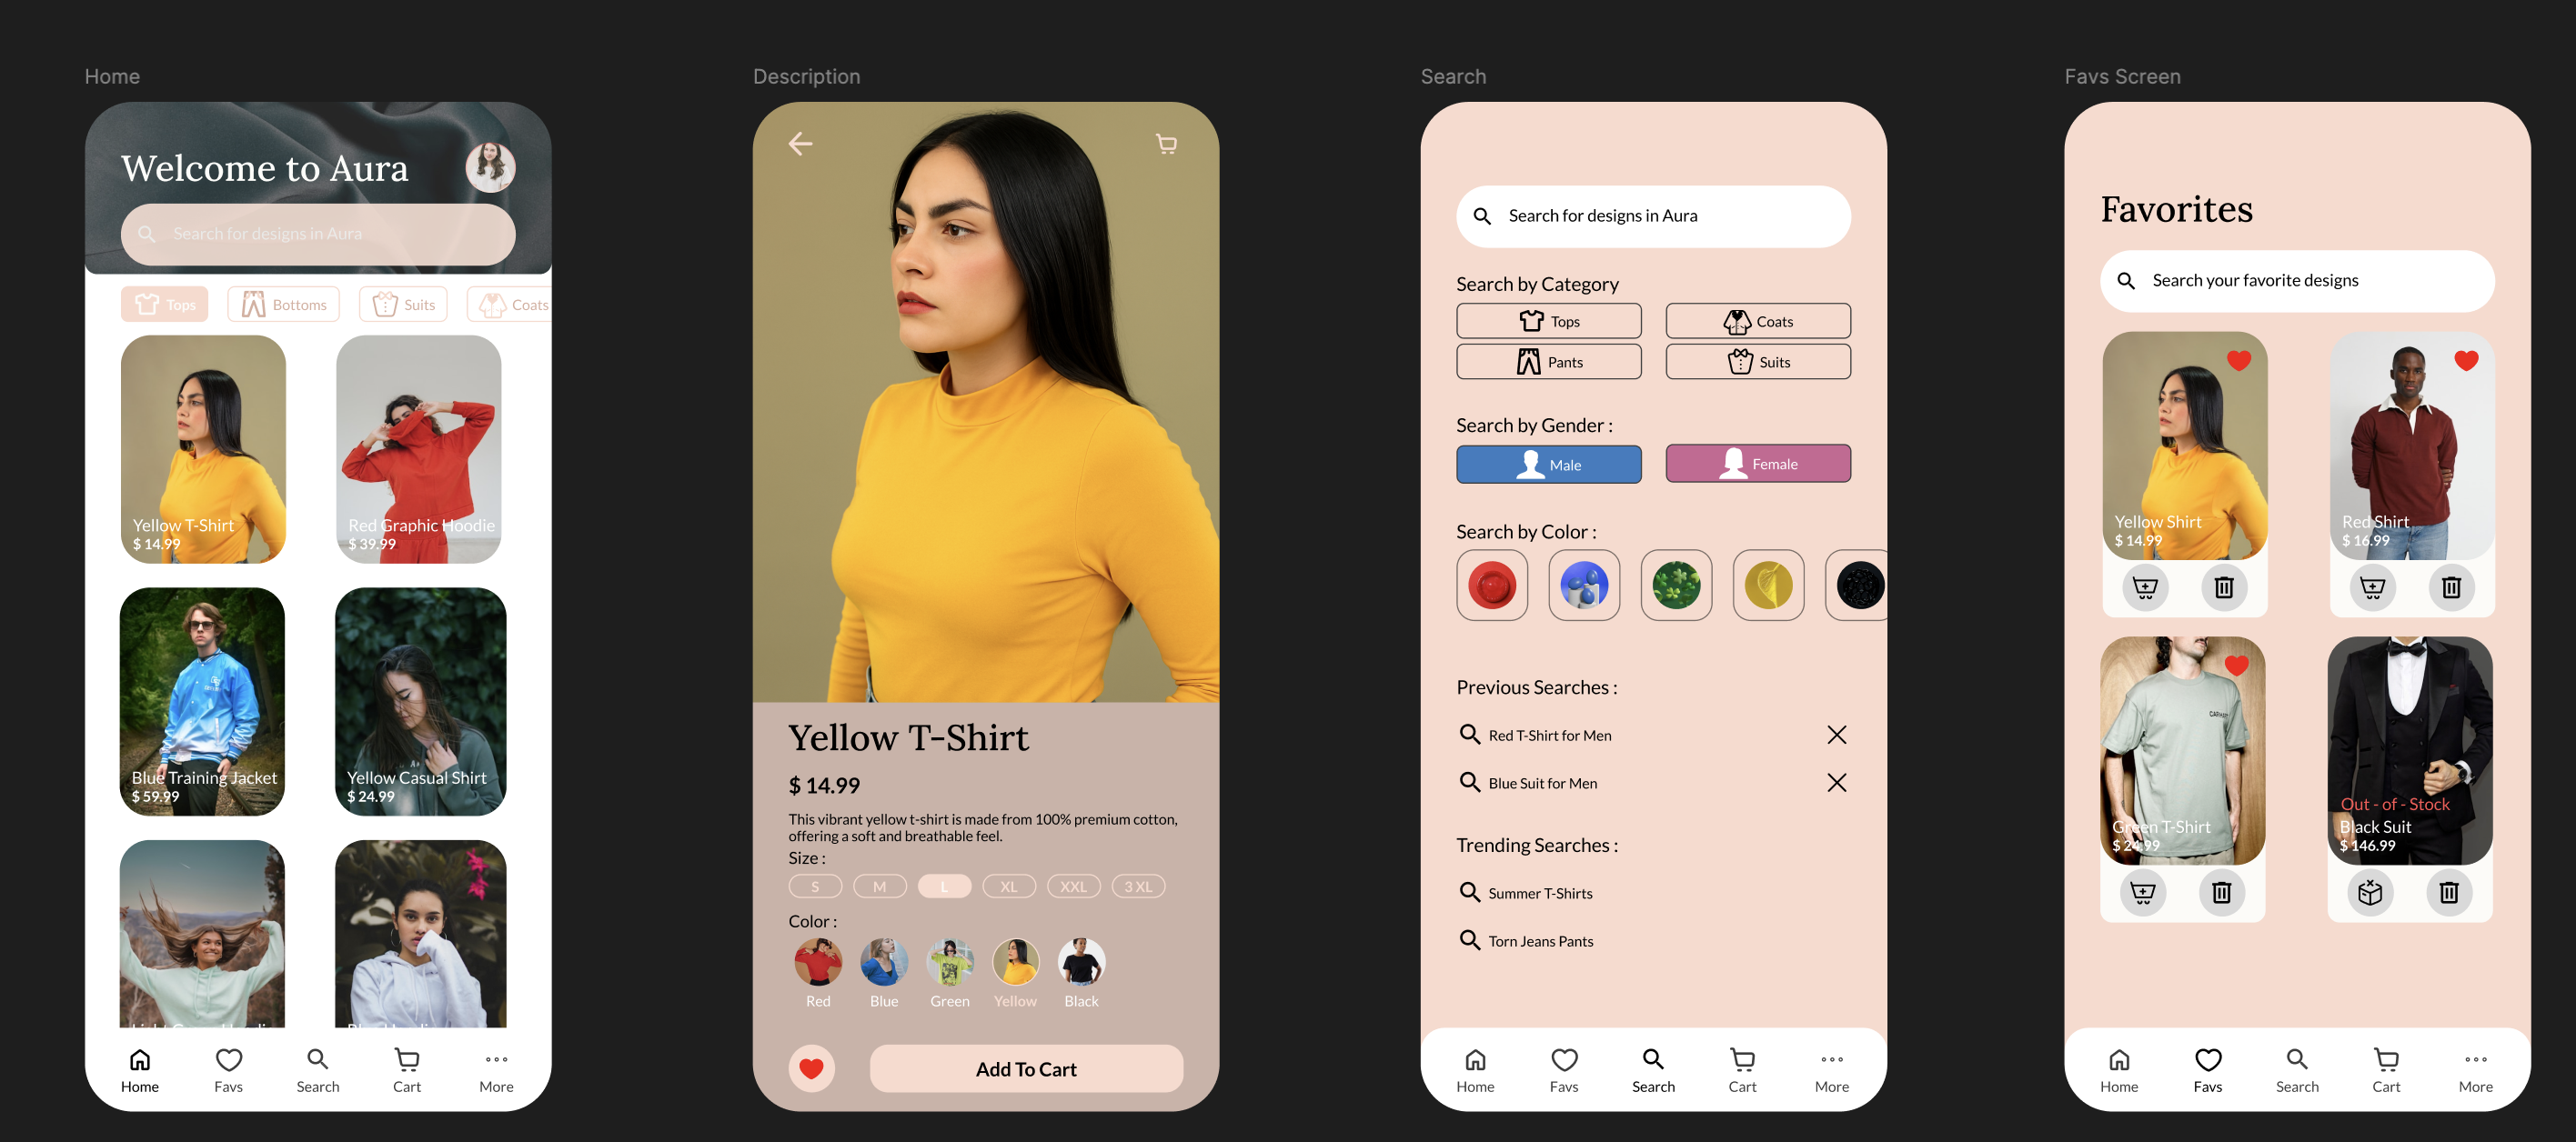 Home
Welcome to Aura
Search for designs in Aura
Tops
Bottoms
Suits
Coats
Yellow T-Shirt
$ 14.99
Red Graphic Hoodie
$ 39.99
Blue Training Jacket
$ 59.99
Yellow Casual Shirt
$ 24.99
Home
Favs
Search
Cart
More
Description
Yellow T-Shirt
$ 14.99
This vibrant yellow t-shirt is made from 100% premium cotton,
offering a soft and breathable feel.
Size :
S
M
L
XL
XXL
3 XL
Color :
Red
Blue
Green
Yellow
Black
Add To Cart
Search
Search for designs in Aura
Search by Category
Tops
Coats
Pants
Suits
Search by Gender :
Male
Female
Search by Color :
Previous Searches :
Red T-Shirt for Men
Blue Suit for Men
Trending Searches :
Summer T-Shirts
Torn Jeans Pants
Home
Favs
Search
Cart
More
Favs Screen
Favorites
Search your favorite designs
Yellow Shirt
$ 14.99
Red Shirt
$ 16.99
Green T-Shirt
$ 24.99
Out - of - Stock
Black Suit
$ 146.99
Home
Favs
Search
Cart
More